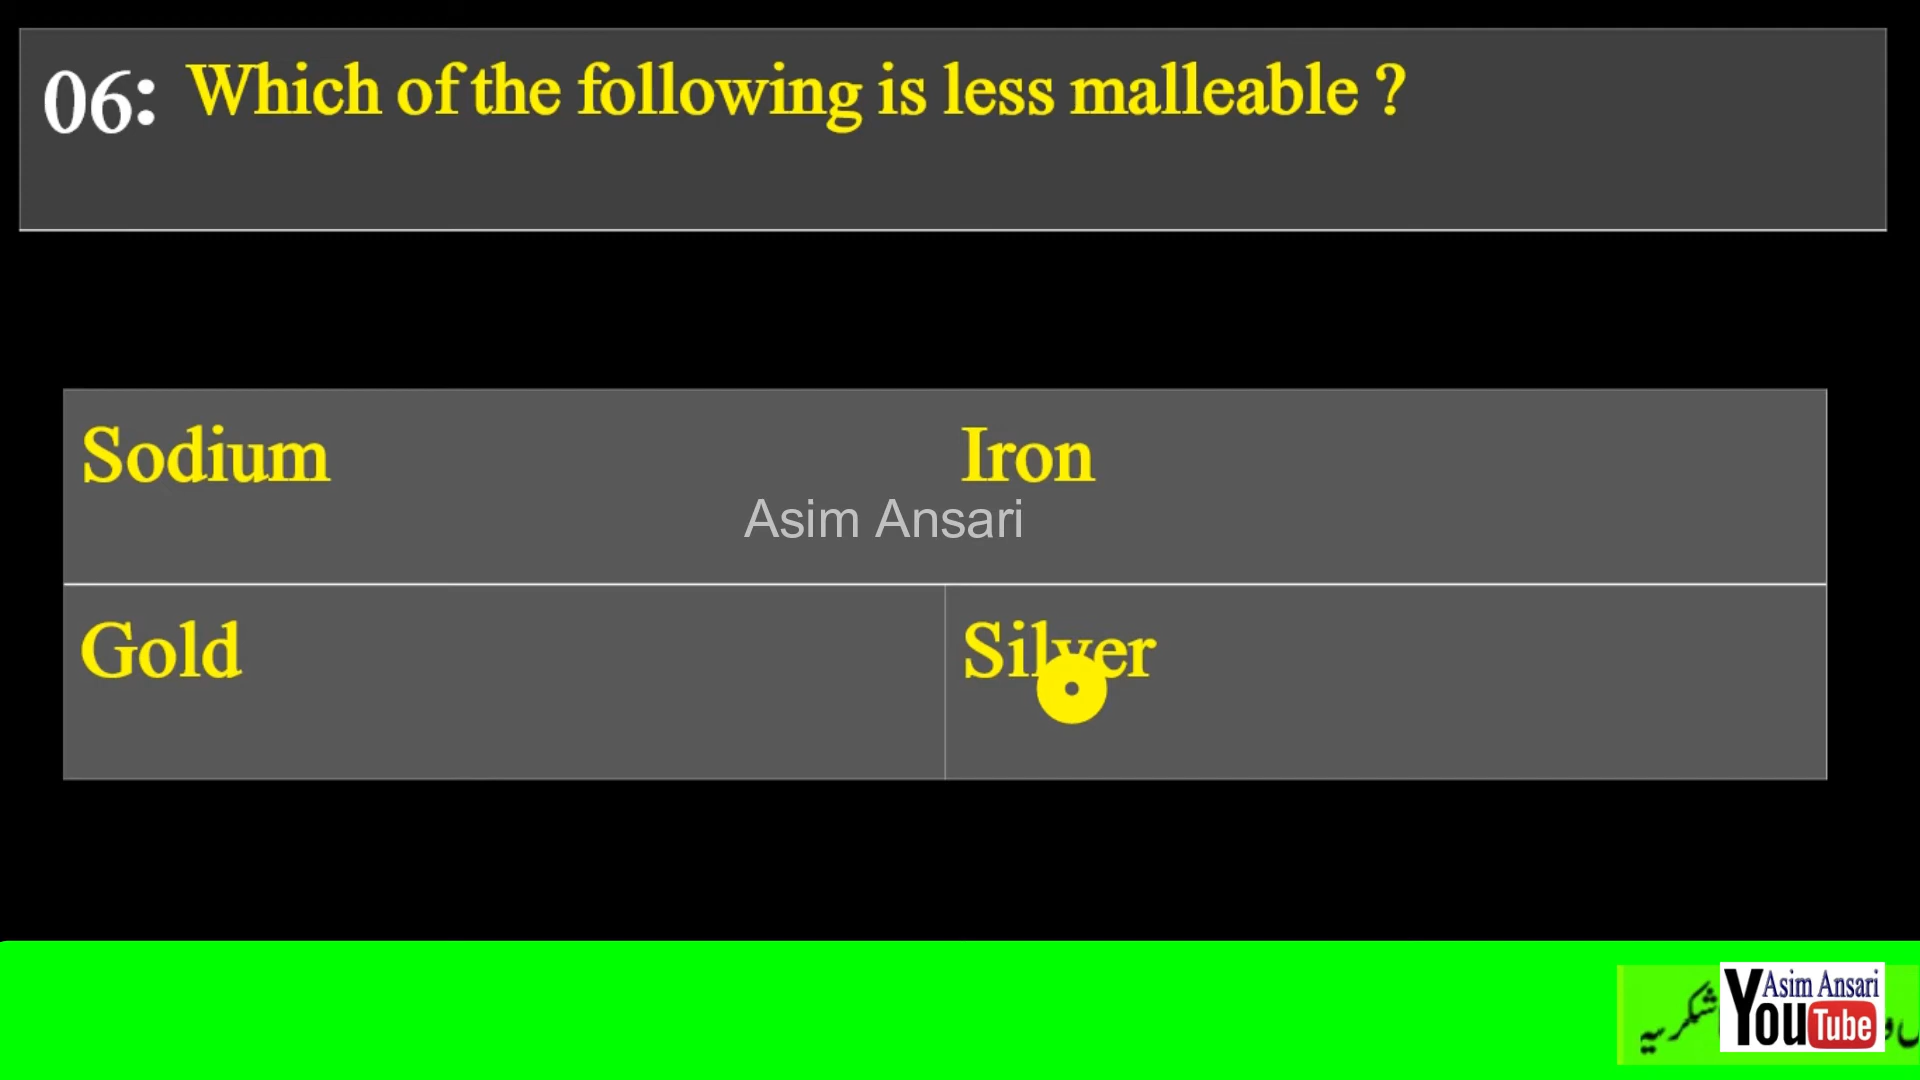 06: Which of the following is less malleable ?
Sodium Iron
Asim Ansari
Gold Silver
Asim Ansari
YouTube
شکریہ